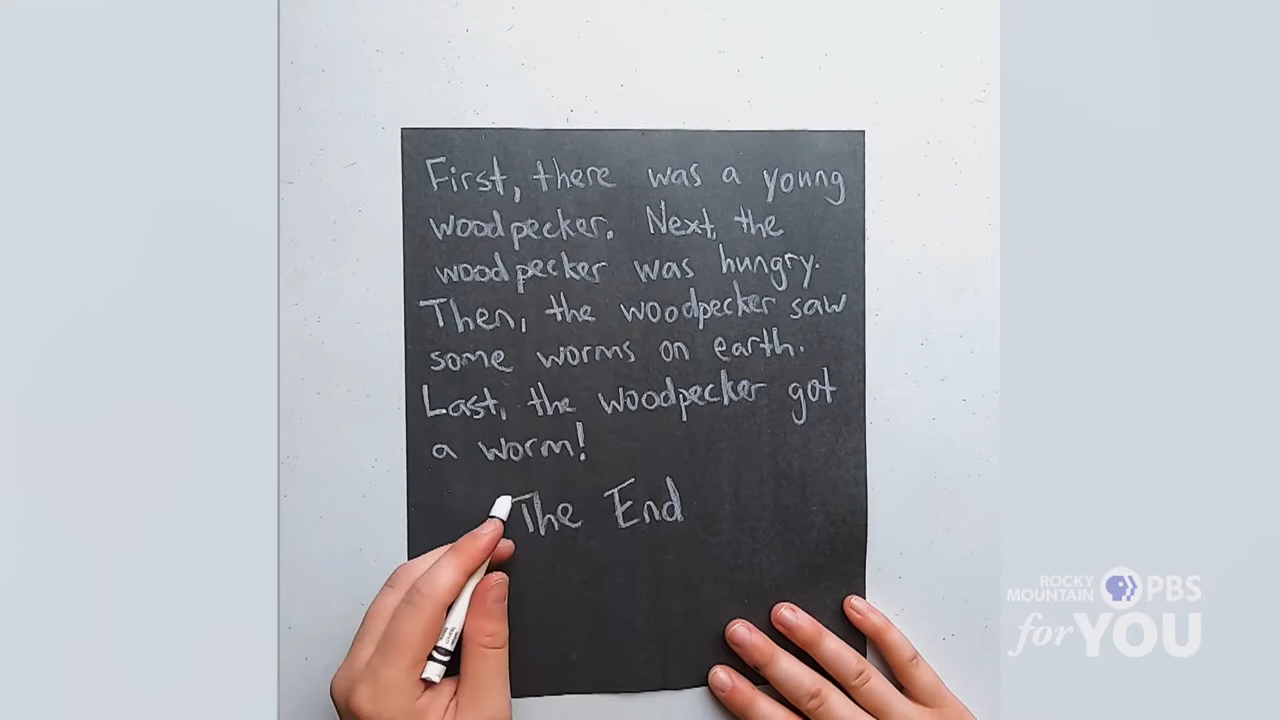 First, there was a young
woodpecker. Next, the
woodpecker was hungry.
Then, the woodpecker saw
some worms on earth.
Last, the woodpecker got
a worm!
The End
ROCKY
MOUNTAIN PBS
for YOU